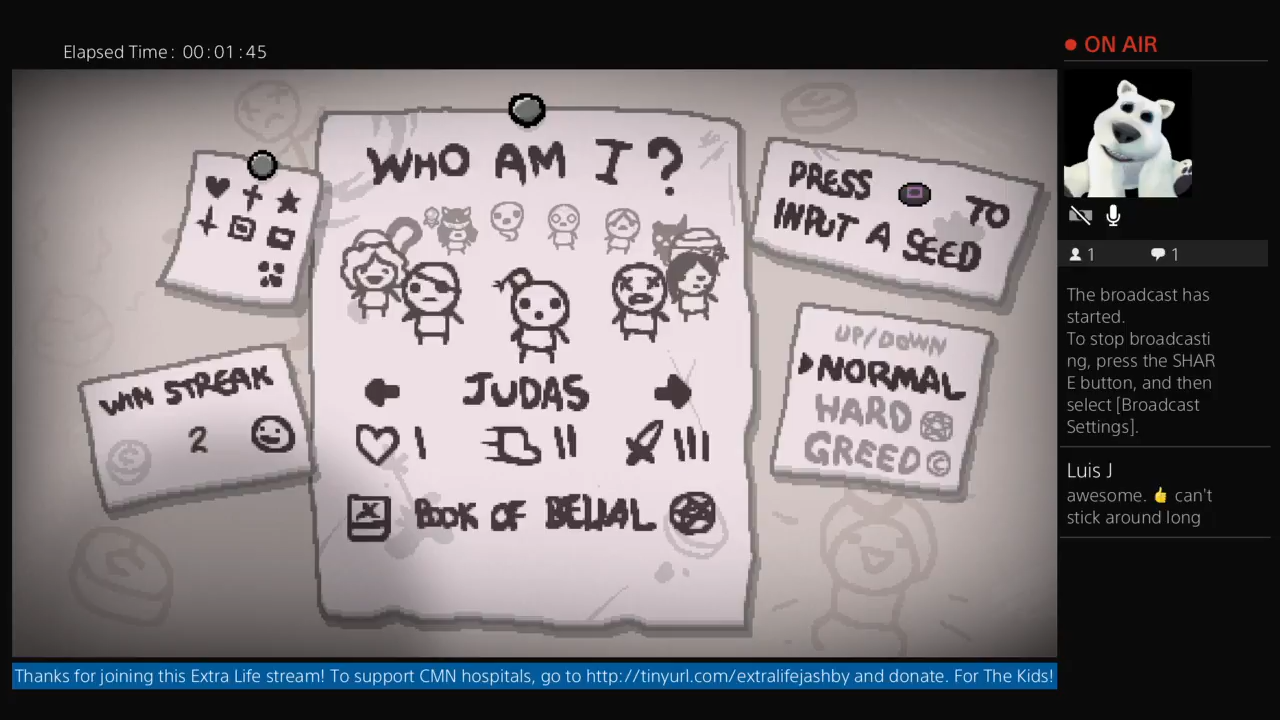 Elapsed Time: 00:01:45
ON AIR
WHO AM I?
PRESS TO
INPUT A SEED
WIN STREAK
2
UP/DOWN
NORMAL
HARD
GREED
JUDAS
1 11 111
BOOK OF BELIAL
1 1
The broadcast has
started.
To stop broadcasti
ng, press the SHAR
E button, and then
select [Broadcast
Settings].
Luis J
awesome. 👍 can't
stick around long
Thanks for joining this Extra Life stream! To support CMN hospitals, go to http://tinyurl.com/extralifejashby and donate. For The Kids!